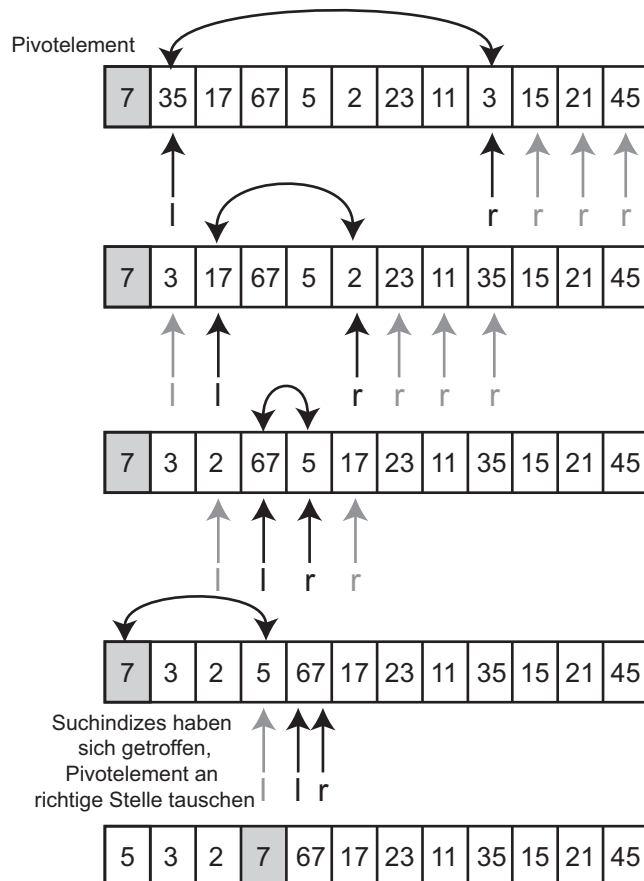 Pivotelement
7 35 17 67 5 2 23 11 3 15 21 45
l r r r r
7 3 17 67 5 2 23 11 35 15 21 45
l l r r r r
7 3 2 67 5 17 23 11 35 15 21 45
l l r r
7 3 2 5 67 17 23 11 35 15 21 45
Suchindizes haben
sich getroffen,
Pivotelement an
richtige Stelle tauschen
l l r
5 3 2 7 67 17 23 11 35 15 21 45